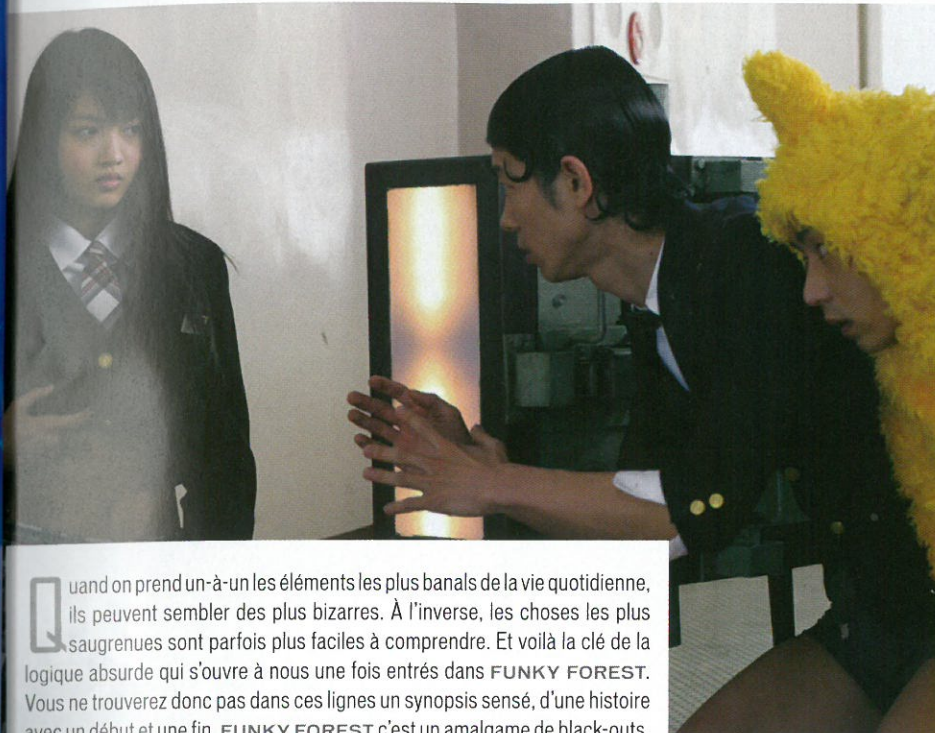 Quand on prend un-à-un les éléments les plus banals de la vie quotidienne,
ils peuvent sembler des plus bizarres. À l'inverse, les choses les plus
saugrenues sont parfois plus faciles à comprendre. Et voilà la clé de la
logique absurde qui s'ouvre à nous une fois entrés dans FUNKY FOREST.
Vous ne trouverez donc pas dans ces lignes un synopsis sensé, d'une histoire
avec un début et une fin. FUNKY FOREST c'est un amalgame de black-outs,